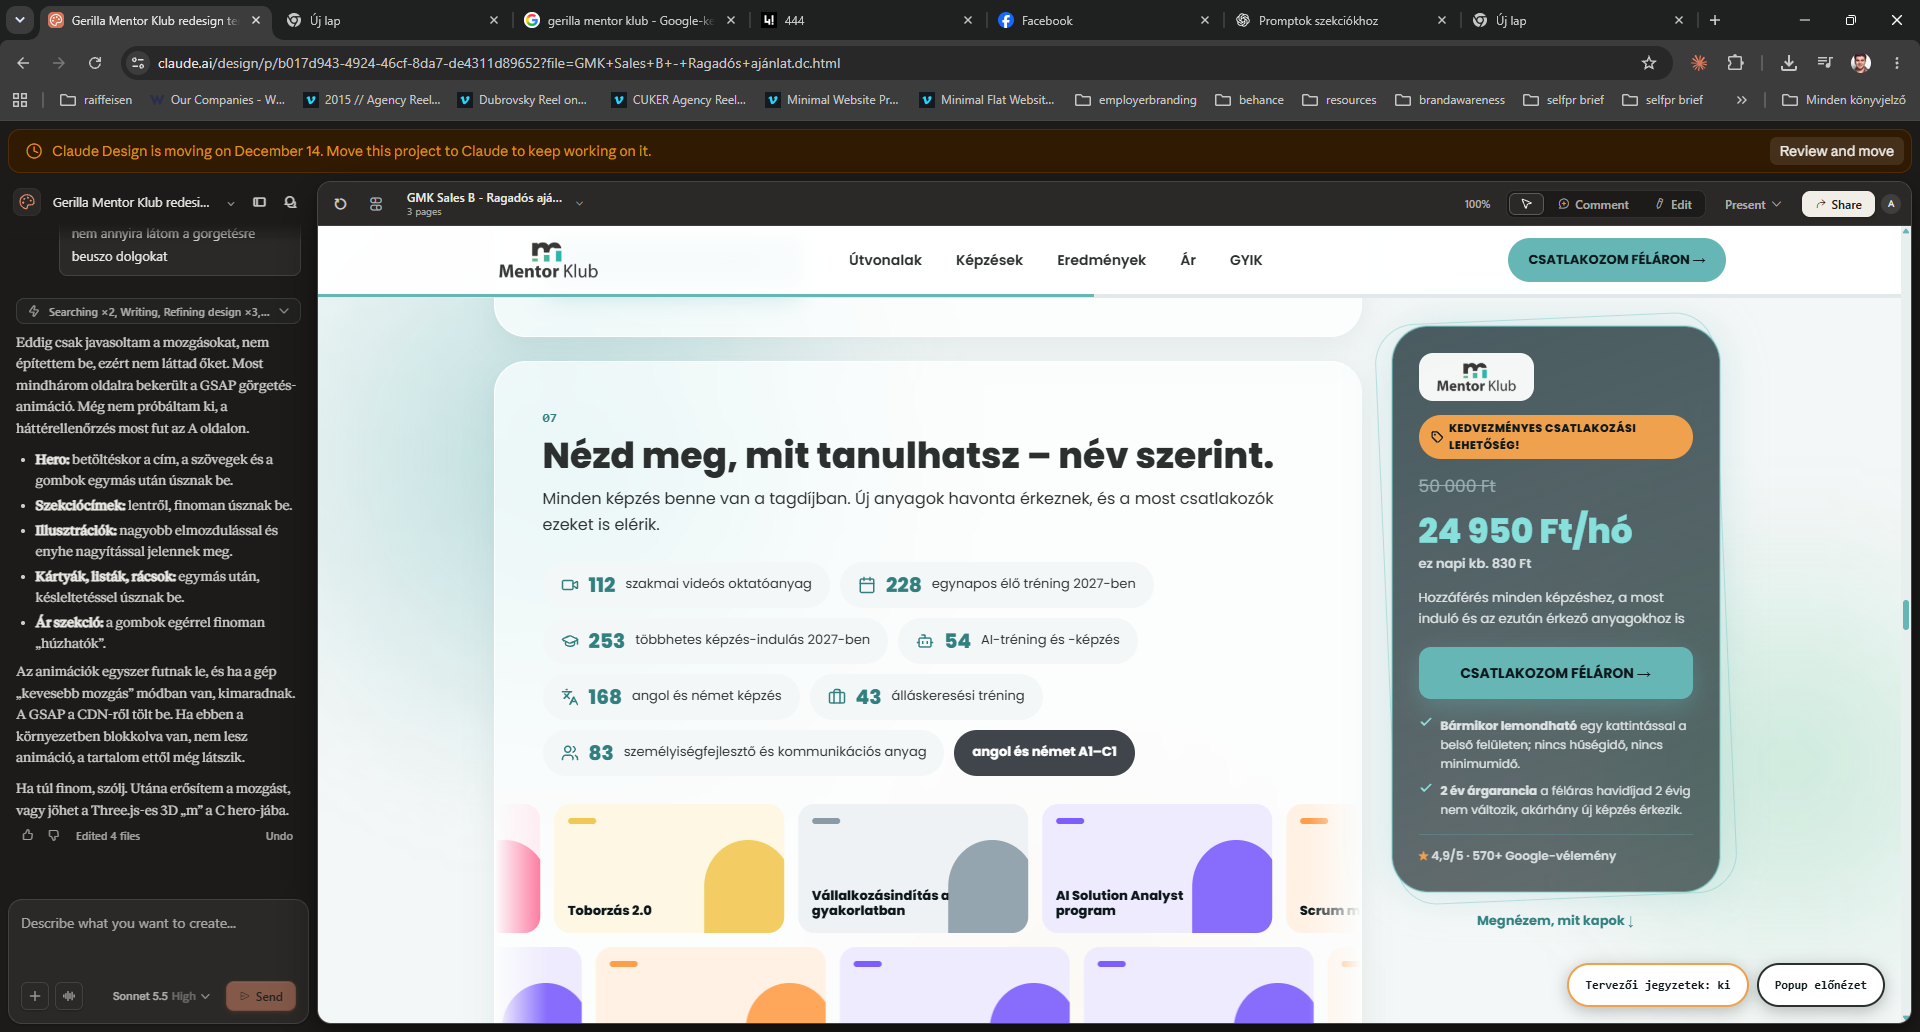 Gerilla Mentor Klub redesign te
Új lap
gerilla mentor klub - Google-ke
444
Facebook
Promptok szekciókhoz
Új lap
claude.ai/design/p/b017d943-4924-46cf-8da7-de4311d89652?file=GMK+Sales+B+-+Ragadós+ajánlat.dc.html
raiffeisen
Our Companies - W...
2015 // Agency Reel...
Dubrovsky Reel on...
CUKER Agency Reel...
Minimal Website Pr...
Minimal Flat Websit...
employerbranding
behance
resources
brandawareness
selfpr brief
selfpr brief
Minden könyvjelző
Claude Design is moving on December 14. Move this project to Claude to keep working on it.
Review and move
Gerilla Mentor Klub redesi...
GMK Sales B - Ragadós ajá...
3 pages
100%
Comment
Edit
Present
Share
A
nem annyira látom a görgetésre
beuszo dolgokat
Searching ×2, Writing, Refining design ×3,...
Eddig csak javasoltam a mozgásokat, nem
építettem be, ezért nem láttad őket. Most
mindhárom oldalra bekerült a GSAP görgetés-
animáció. Még nem próbáltam ki, a
háttérellenőrzés most fut az A oldalon.
• Hero: betöltéskor a cím, a szövegek és a
gombok egymás után úsznak be.
• Szekciócímek: lentről, finoman úsznak be.
• Illusztrációk: nagyobb elmozdulással és
enyhe nagyítással jelennek meg.
• Kártyák, listák, rácsok: egymás után,
késleltetéssel úsznak be.
• Ár szekció: a gombok egérrel finoman
„húzhatók”.
Az animációk egyszer futnak le, és ha a gép
„kevesebb mozgás” módban van, kimaradnak.
A GSAP a CDN-ről tölt be. Ha ebben a
környezetben blokkolva van, nem lesz
animáció, a tartalom ettől még látszik.
Ha túl finom, szólj. Utána erősítem a mozgást,
vagy jöhet a Three.js-es 3D „m” a C hero-jába.
Edited 4 files
Undo
Describe what you want to create...
Sonnet 5.5 High
Send
Mentor Klub
Útvonalak
Képzések
Eredmények
Ár
GYIK
CSATLAKOZOM FÉLÁRON →
07
Nézd meg, mit tanulhatsz – név szerint.
Minden képzés benne van a tagdíjban. Új anyagok havonta érkeznek, és a most csatlakozók
ezeket is elérik.
112 szakmai videós oktatóanyag
228 egynapos élő tréning 2027-ben
253 többhetes képzés-indulás 2027-ben
54 AI-tréning és -képzés
168 angol és német képzés
43 álláskeresési tréning
83 személyiségfejlesztő és kommunikációs anyag
angol és német A1–C1
Toborzás 2.0
Vállalkozásindítás a
gyakorlatban
AI Solution Analyst
program
Scrum m
Mentor Klub
KEDVEZMÉNYES CSATLAKOZÁSI
LEHETŐSÉG!
50 000 Ft
24 950 Ft/hó
ez napi kb. 830 Ft
Hozzáférés minden képzéshez, a most
induló és az ezután érkező anyagokhoz is
CSATLAKOZOM FÉLÁRON →
Bármikor lemondható egy kattintással a
belső felületen; nincs hűségidő, nincs
minimumidő.
2 év árgarancia a féláras havidíjad 2 évig
nem változik, akárhány új képzés érkezik.
★ 4,9/5 · 570+ Google-vélemény
Megnézem, mit kapok ↓
Tervezői jegyzetek: ki
Popup előnézet